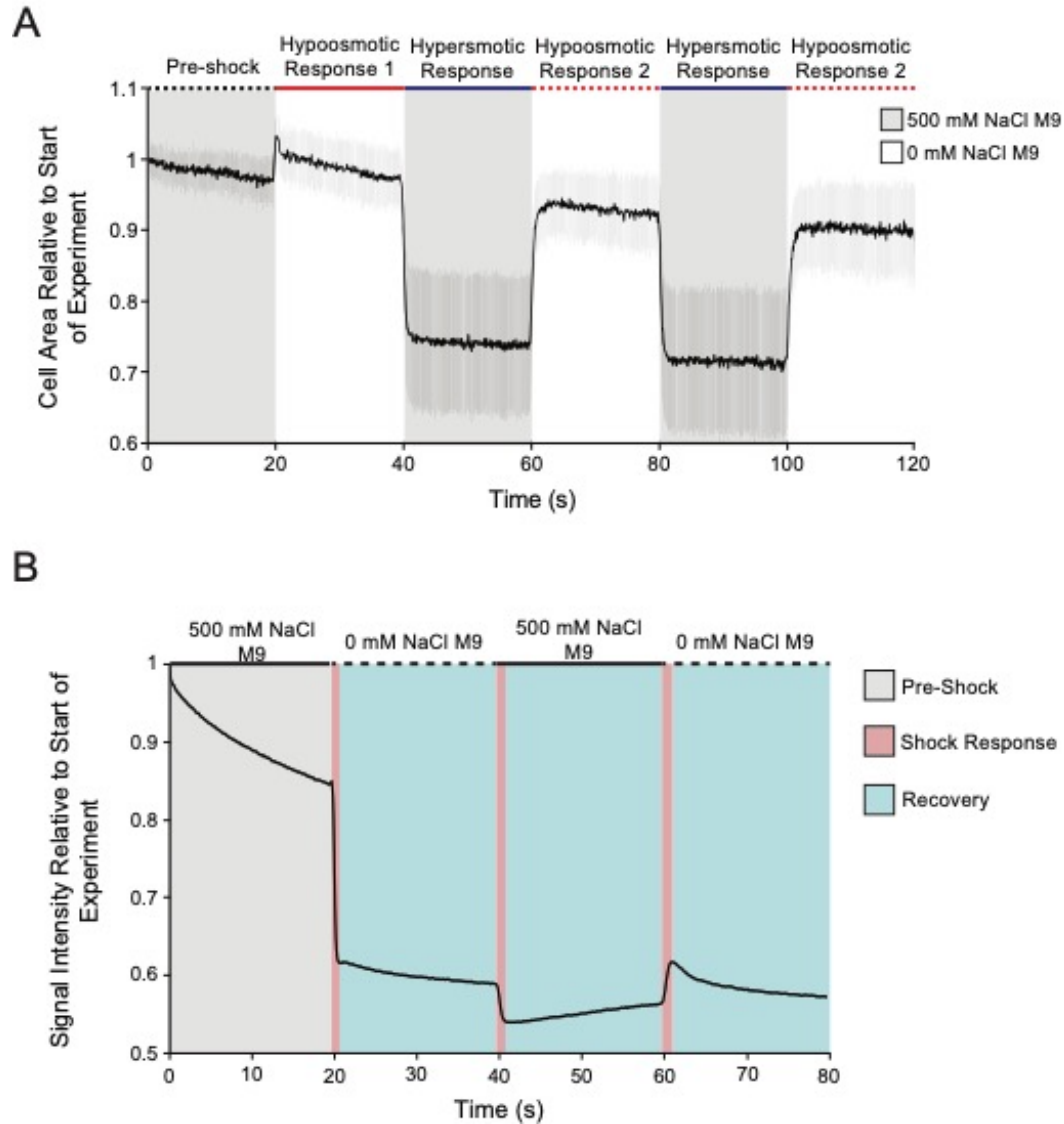 A
Pre-shock
Hypoosmotic
Response 1
Hypersmotic
Response
Hypoosmotic
Response 2
Hypersmotic
Response
Hypoosmotic
Response 2
500 mM NaCl M9
0 mM NaCl M9
1.1
1
0.9
0.8
0.7
0.6
Cell Area Relative to Start
of Experiment
0 20 40 60 80 100 120
Time (s)
B
500 mM NaCl
M9
0 mM NaCl M9
500 mM NaCl
M9
0 mM NaCl M9
Pre-Shock
Shock Response
Recovery
1
0.9
0.8
0.7
0.6
0.5
Signal Intensity Relative to Start of
Experiment
0 10 20 30 40 50 60 70 80
Time (s)